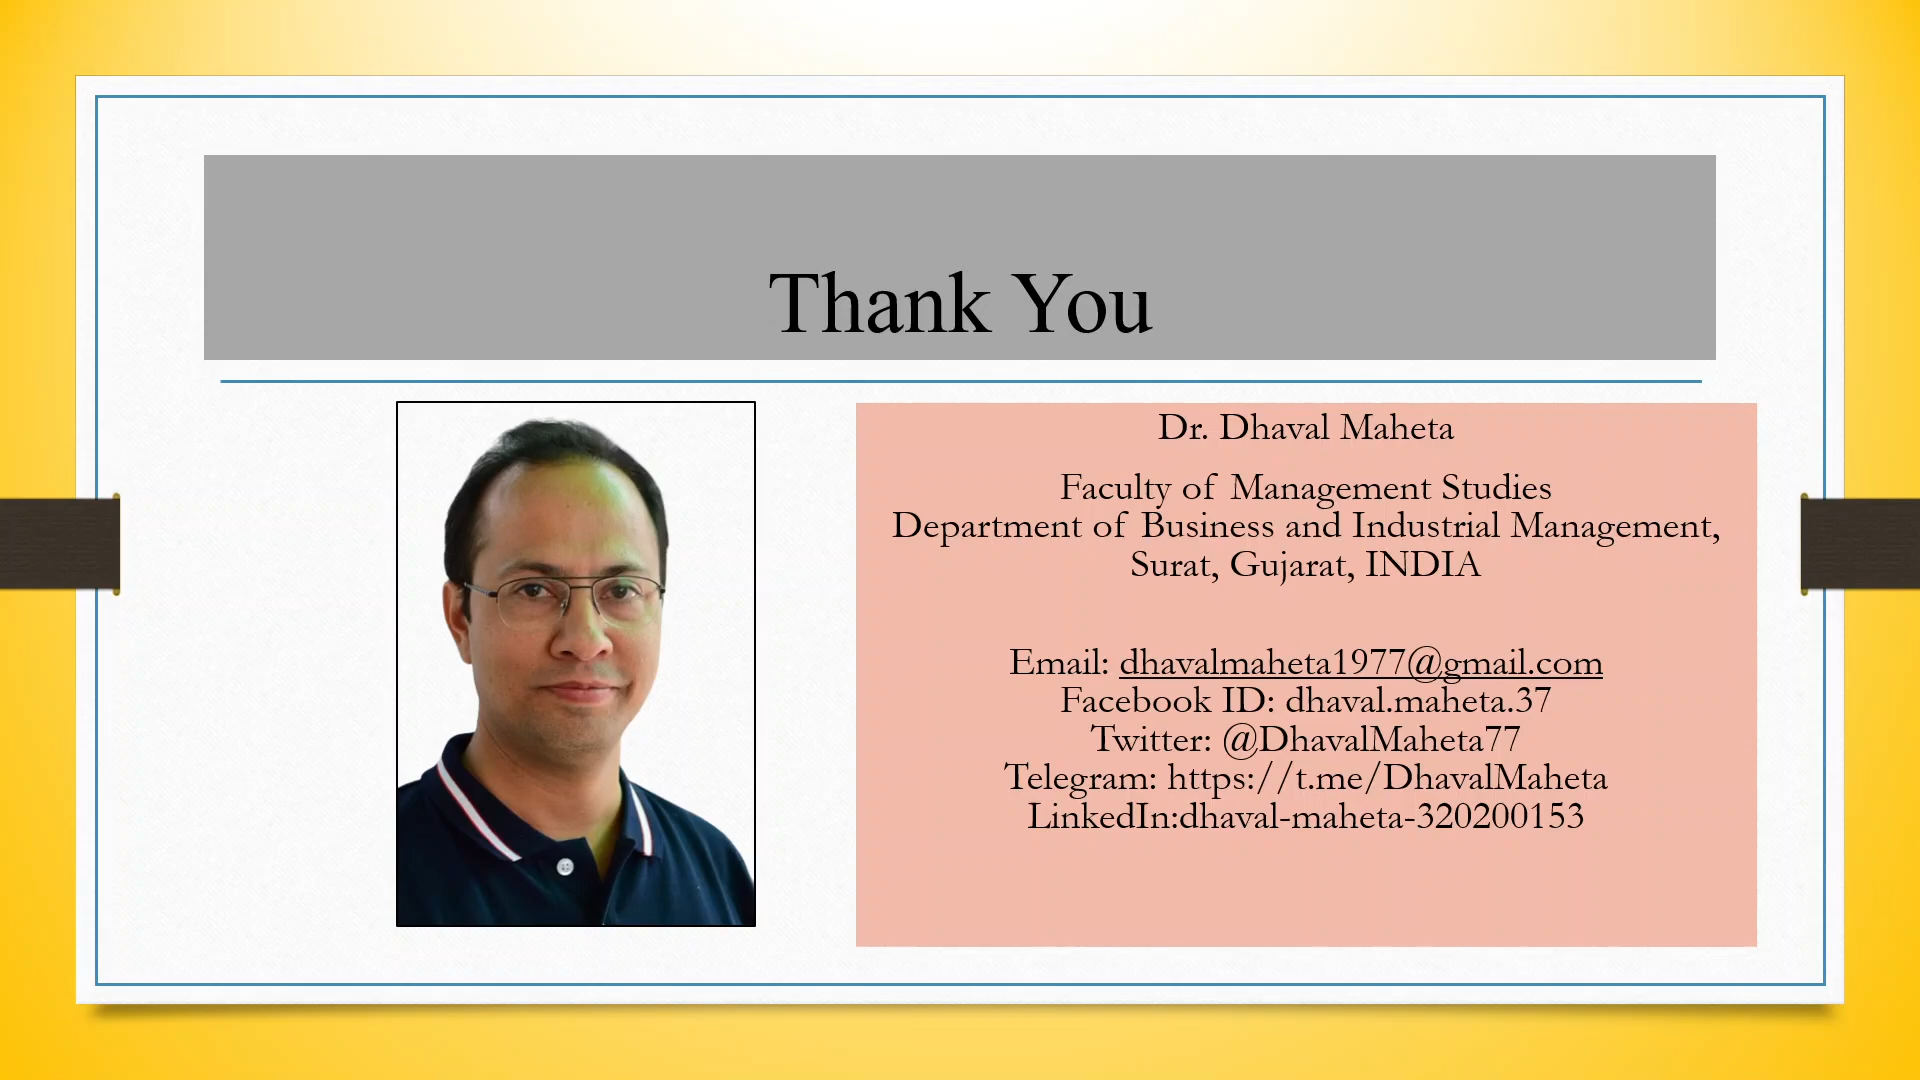 Thank You
Dr. Dhaval Maheta
Faculty of Management Studies
Department of Business and Industrial Management,
Surat, Gujarat, INDIA
Email: dhavalmaheta1977@gmail.com
Facebook ID: dhaval.maheta.37
Twitter: @DhavalMaheta77
Telegram: https://t.me/DhavalMaheta
LinkedIn:dhaval-maheta-320200153